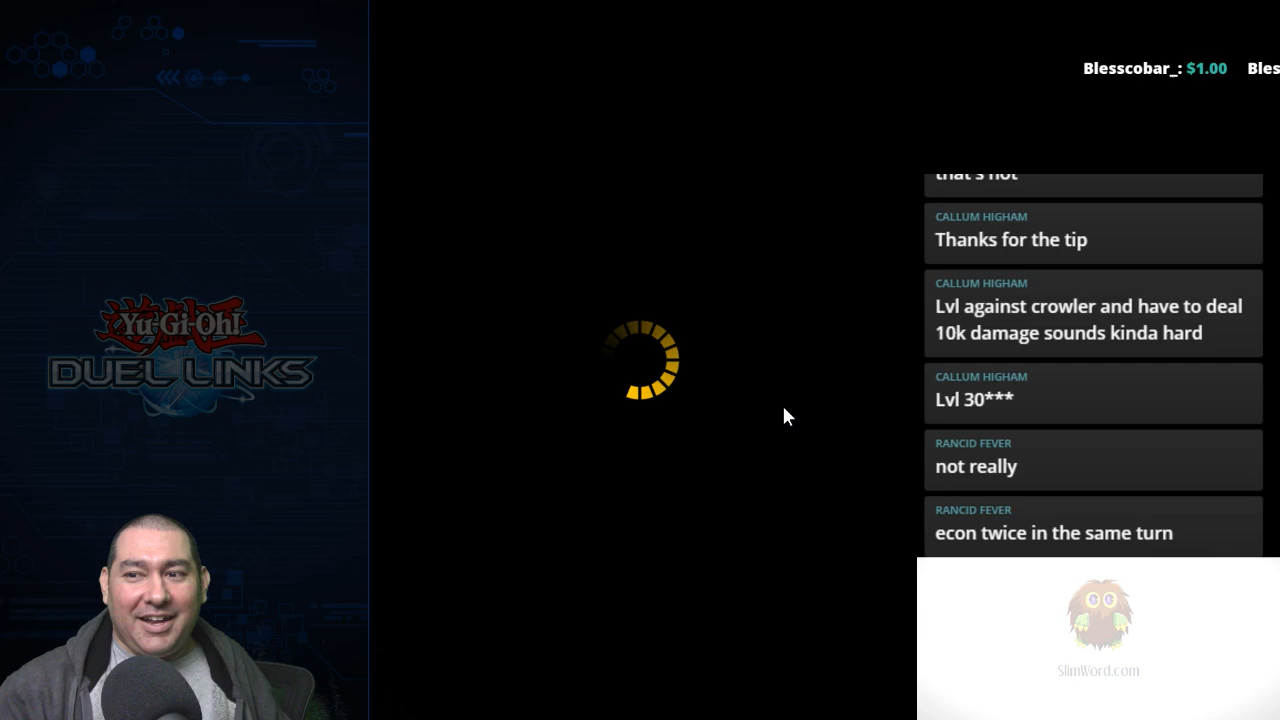 Blesscobar_: $1.00 Bles
that's not
CALLUM HIGHAM
Thanks for the tip
CALLUM HIGHAM
Lvl against crowler and have to deal
10k damage sounds kinda hard
CALLUM HIGHAM
Lvl 30***
RANCID FEVER
not really
RANCID FEVER
econ twice in the same turn
Yu-Gi-Oh!
DUEL LINKS
SlimWord.com